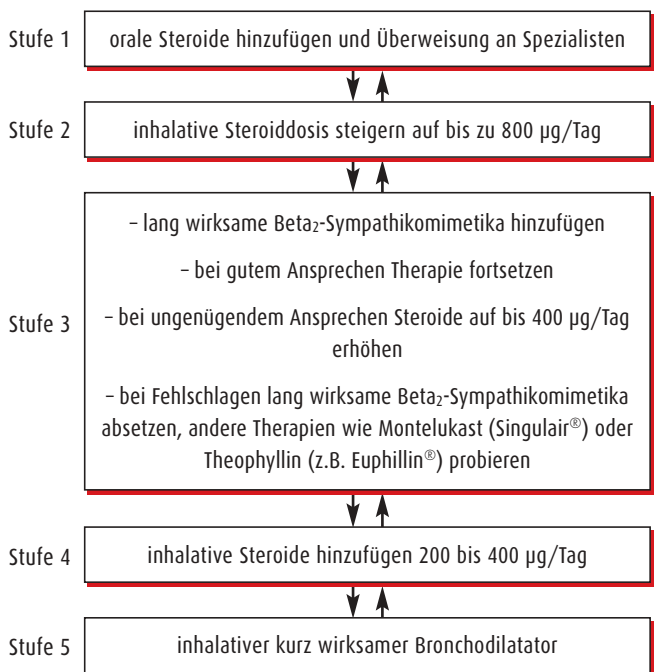 Stufe 1 orale Steroide hinzufügen und Überweisung an Spezialisten
Stufe 2 inhalative Steroiddosis steigern auf bis zu 800 µg/Tag
Stufe 3
– lang wirksame Beta2-Sympathikomimetika hinzufügen
– bei gutem Ansprechen Therapie fortsetzen
– bei ungenügendem Ansprechen Steroide auf bis 400 µg/Tag
erhöhen
– bei Fehlschlagen lang wirksame Beta2-Sympathikomimetika
absetzen, andere Therapien wie Montelukast (Singulair®) oder
Theophyllin (z.B. Euphillin®) probieren
Stufe 4 inhalative Steroide hinzufügen 200 bis 400 µg/Tag
Stufe 5 inhalativer kurz wirksamer Bronchodilatator